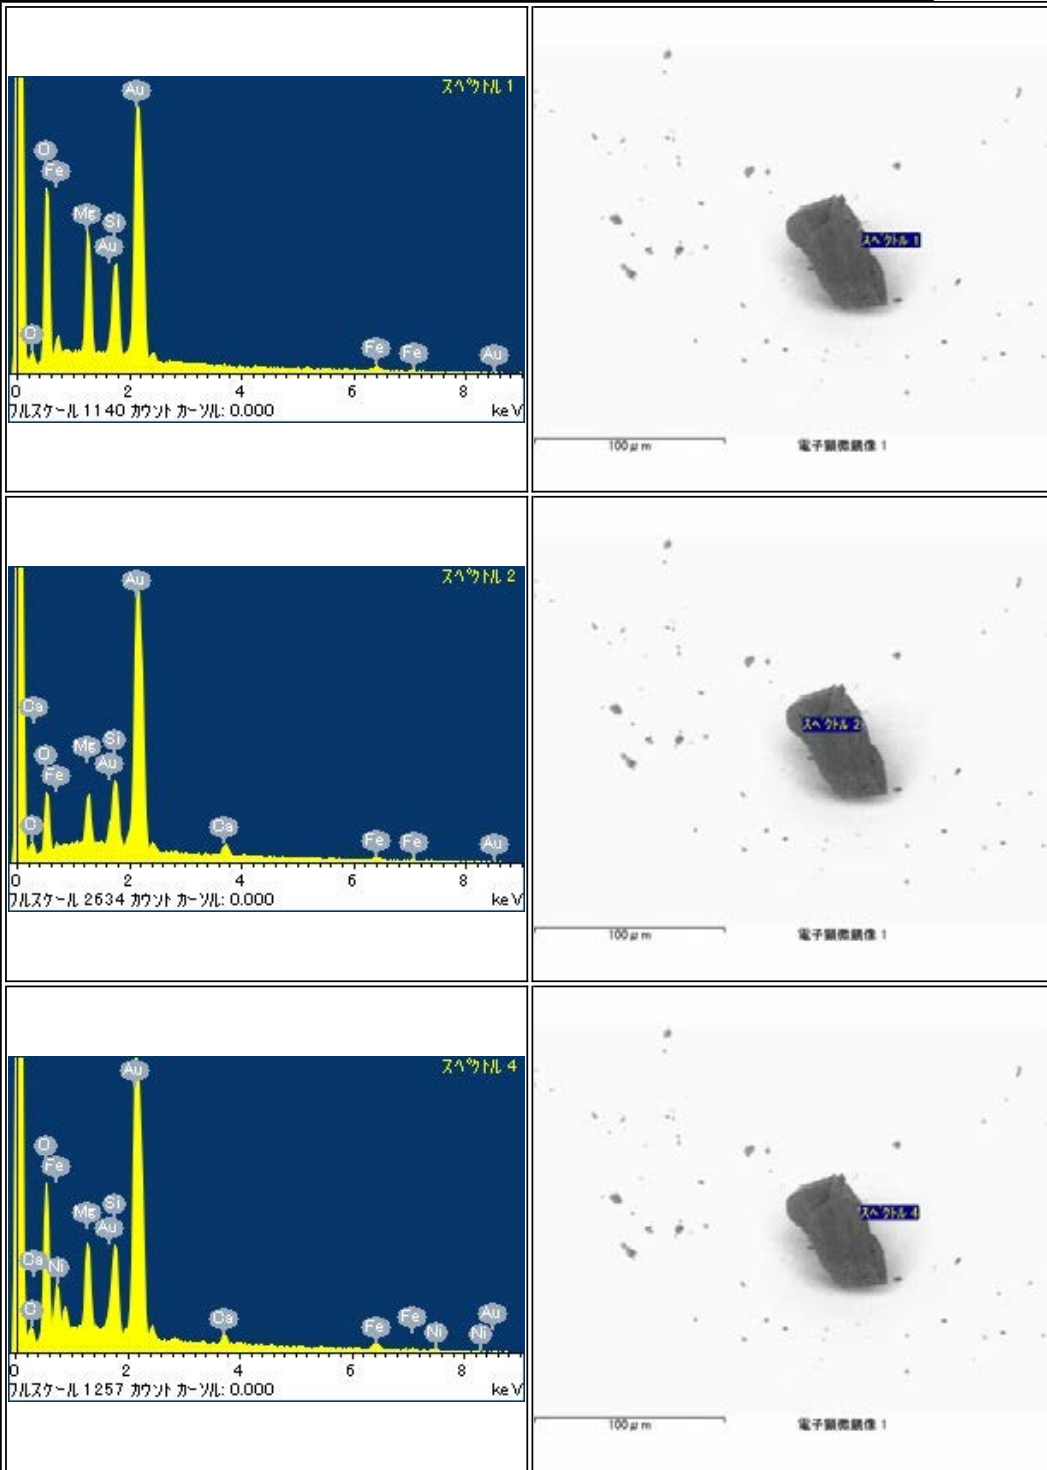 スペクトル 1
Au
O
Fe
Mg
Si
Au
C
Fe
Fe
Au
0 2 4 6 8
フルスケール 1140 カウント カーソル: 0.000 keV
スペクトル 1
100μm
電子顕微鏡像 1
スペクトル 2
Au
Ca
O
Mg
Si
Au
Fe
C
Ca
Fe
Fe
Au
0 2 4 6 8
フルスケール 2634 カウント カーソル: 0.000 keV
スペクトル 2
100μm
電子顕微鏡像 1
スペクトル 4
Au
O
Fe
Mg
Si
Au
Ca
Ni
C
Ca
Fe
Fe
Ni
Au
Ni
0 2 4 6 8
フルスケール 1257 カウント カーソル: 0.000 keV
スペクトル 4
100μm
電子顕微鏡像 1